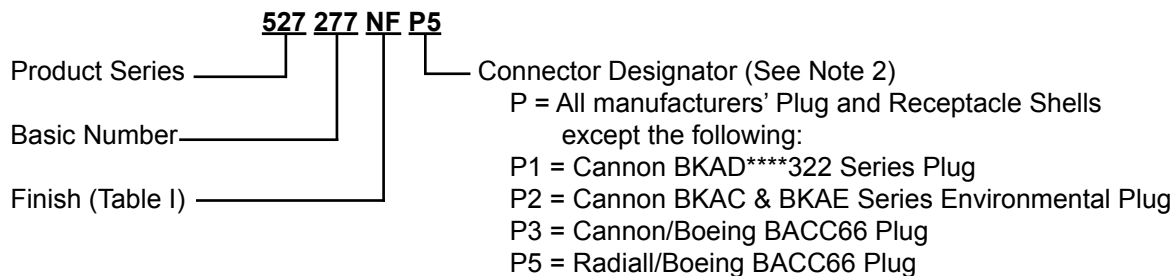 527 277 NF P5
Product Series
Connector Designator (See Note 2)
P = All manufacturers’ Plug and Receptacle Shells
except the following:
Basic Number
P1 = Cannon BKAD****322 Series Plug
Finish (Table I)
P2 = Cannon BKAC & BKAE Series Environmental Plug
P3 = Cannon/Boeing BACC66 Plug
P5 = Radiall/Boeing BACC66 Plug